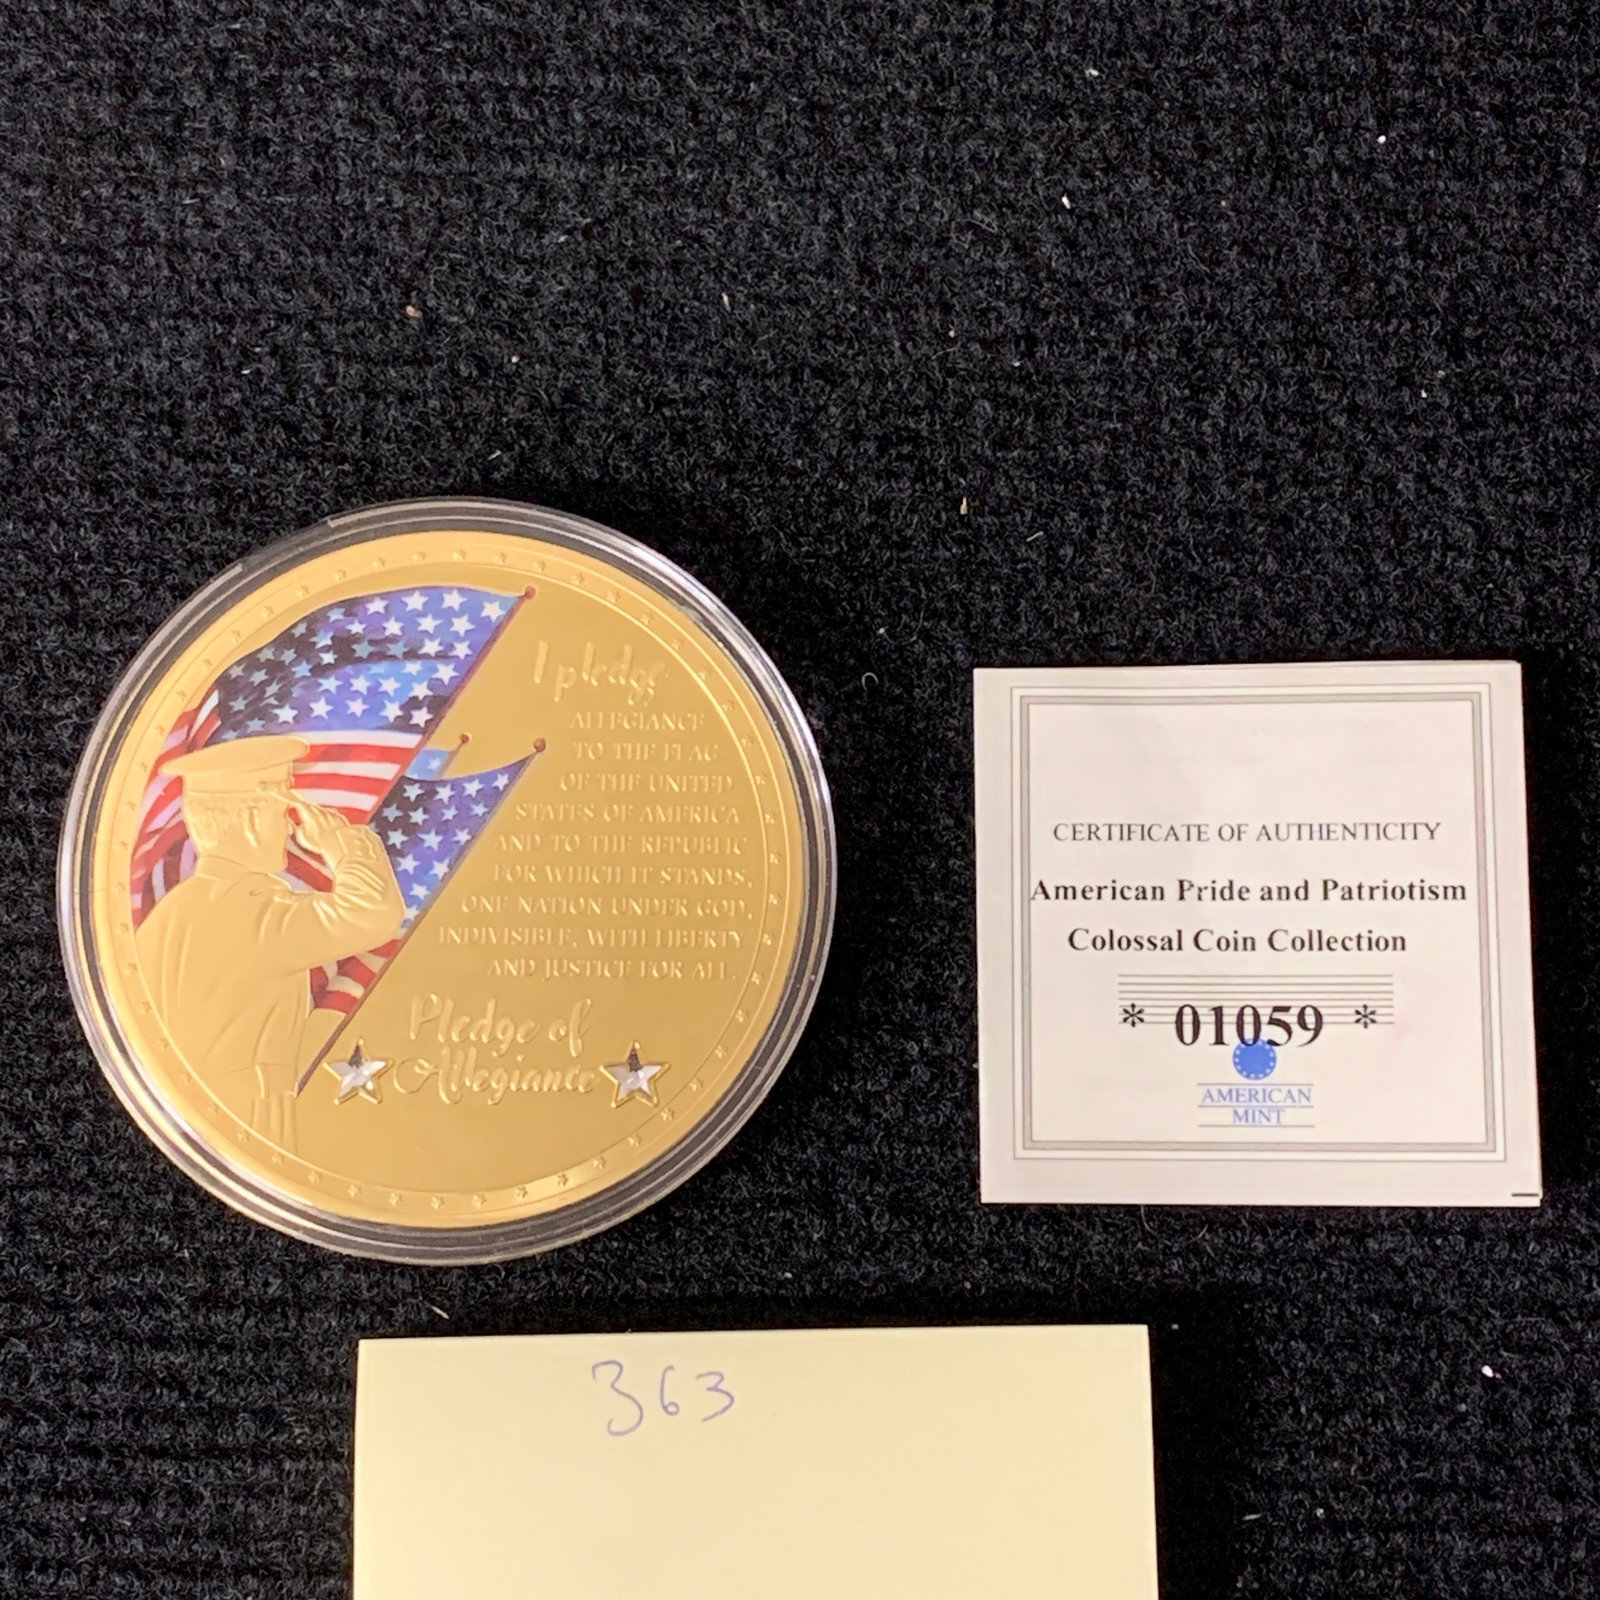 I pledge
ALLEGIANCE
TO THE FLAG
OF THE UNITED
STATES OF AMERICA
AND TO THE REPUBLIC
FOR WHICH IT STANDS,
ONE NATION UNDER GOD,
INDIVISIBLE, WITH LIBERTY
AND JUSTICE FOR ALL.
Pledge of
Allegiance
CERTIFICATE OF AUTHENTICITY
American Pride and Patriotism
Colossal Coin Collection
* 01059 *
AMERICAN
MINT
363